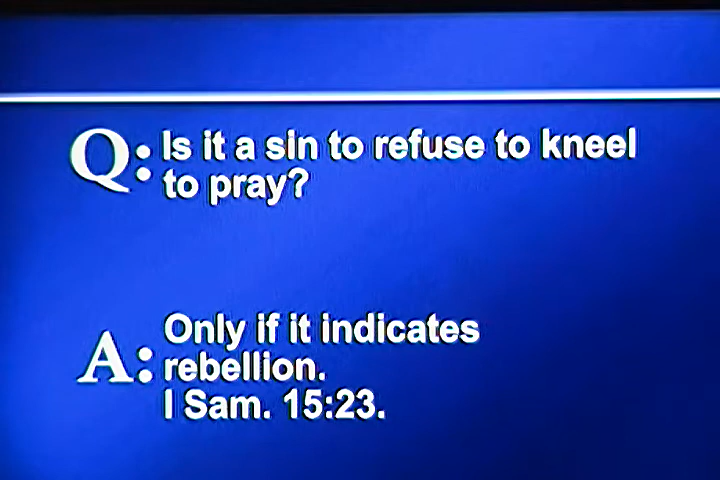 Q: Is it a sin to refuse to kneel
to pray?
A: Only if it indicates
rebellion.
I Sam. 15:23.